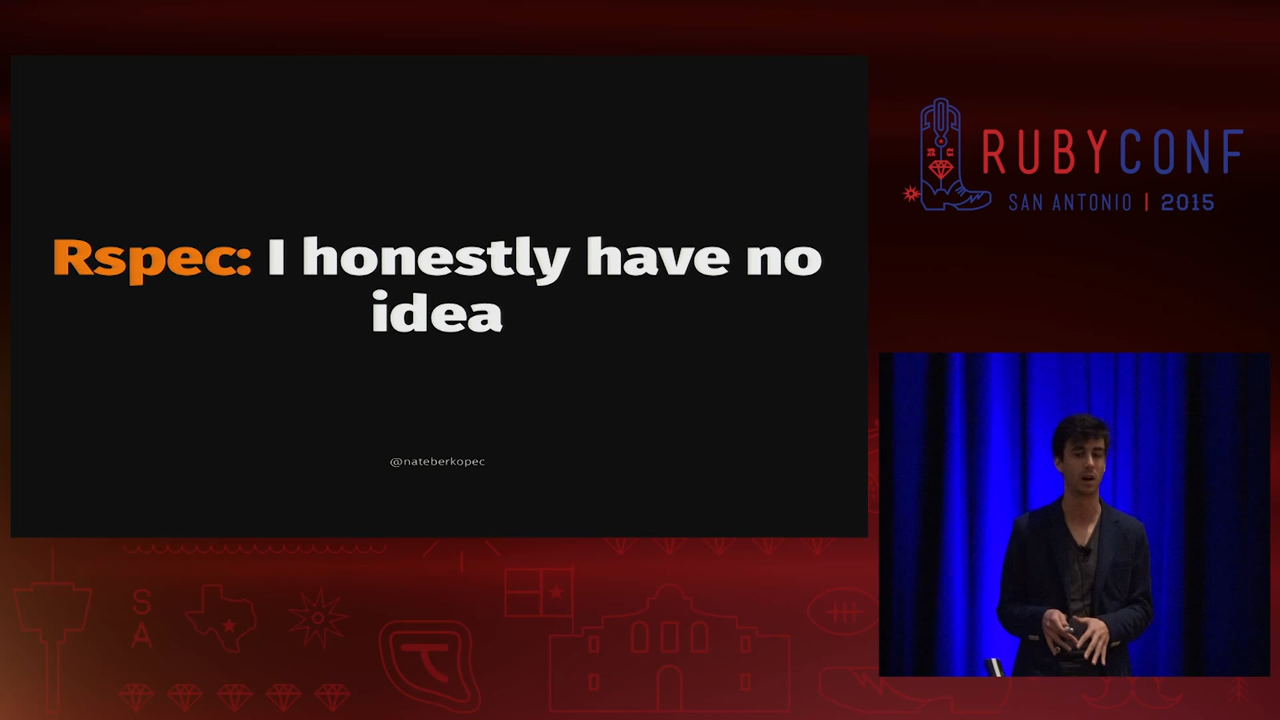 Rspec: I honestly have no
idea
@nateberkopec
RUBYCONF
SAN ANTONIO | 2015
S
A